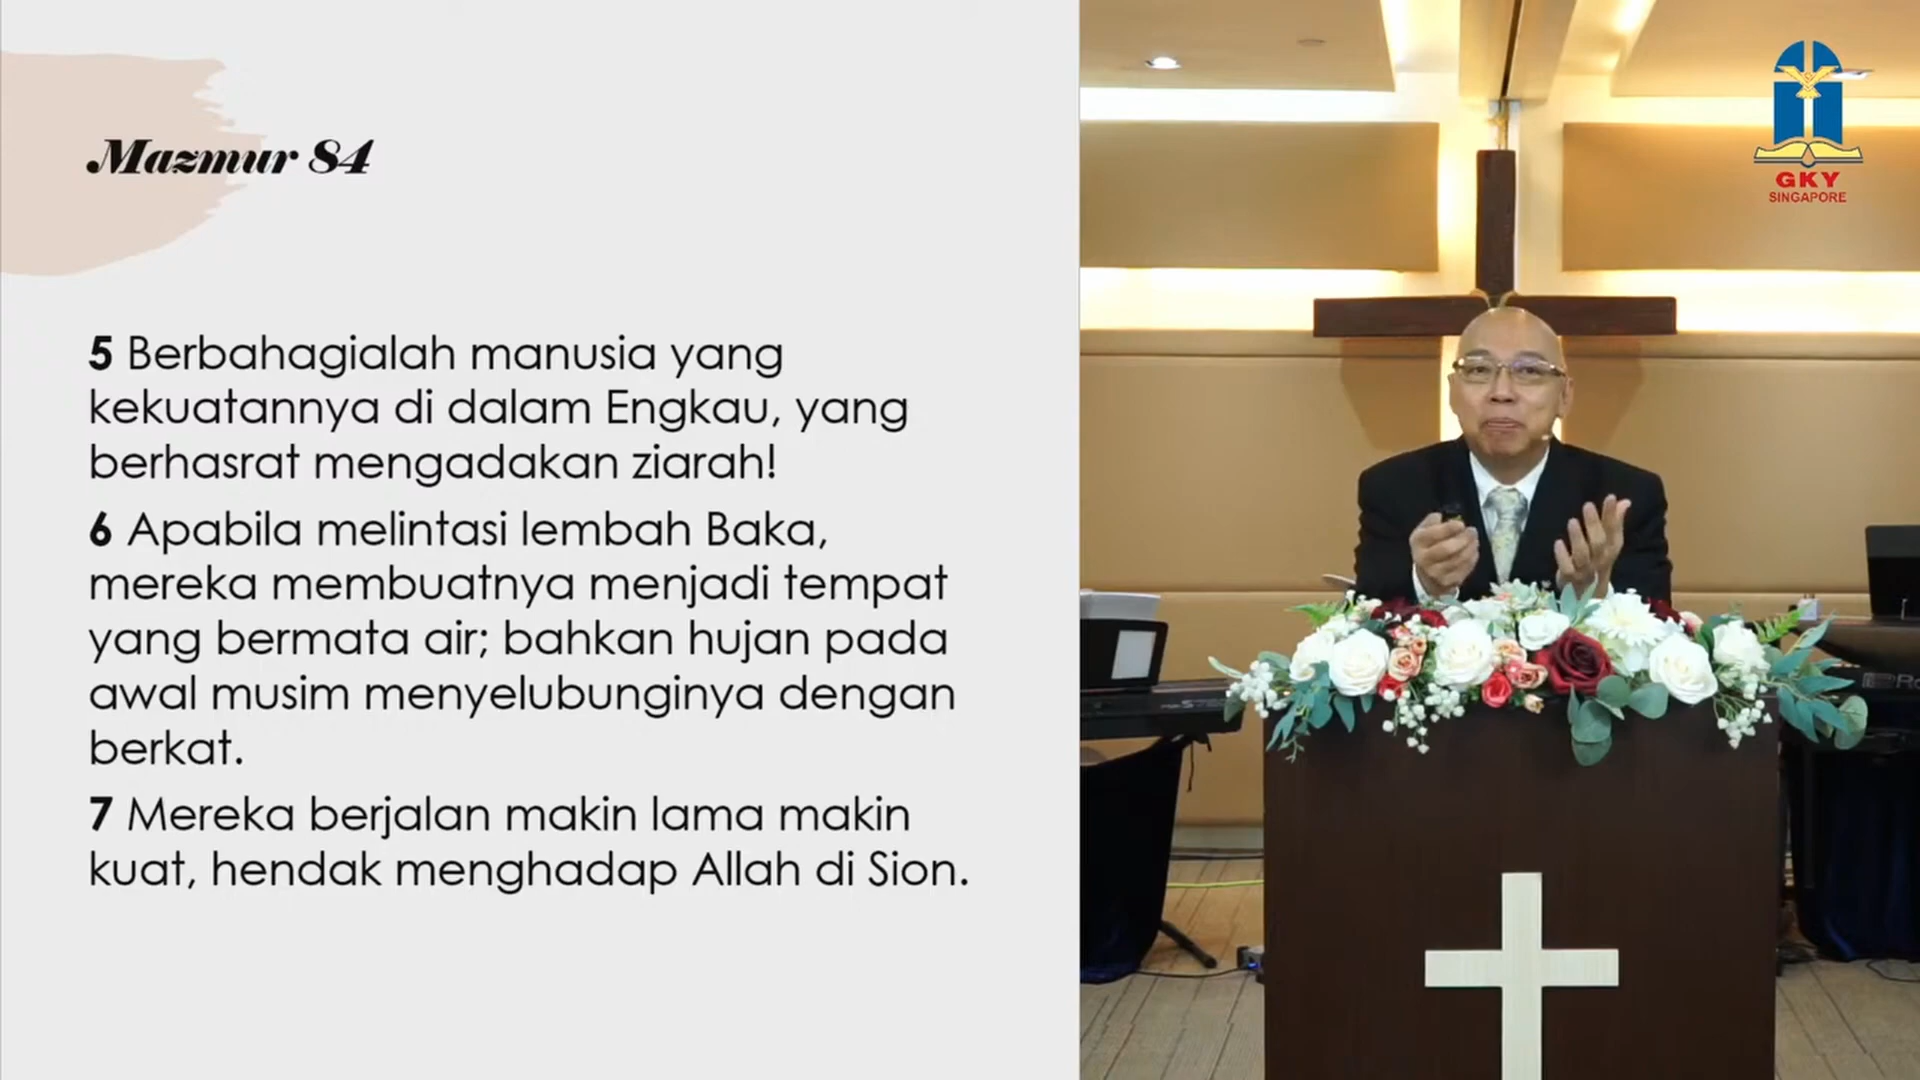 Mazmur 84
5 Berbahagialah manusia yang
kekuatannya di dalam Engkau, yang
berhasrat mengadakan ziarah!
6 Apabila melintasi lembah Baka,
mereka membuatnya menjadi tempat
yang bermata air; bahkan hujan pada
awal musim menyelubunginya dengan
berkat.
7 Mereka berjalan makin lama makin
kuat, hendak menghadap Allah di Sion.
GKY
SINGAPORE